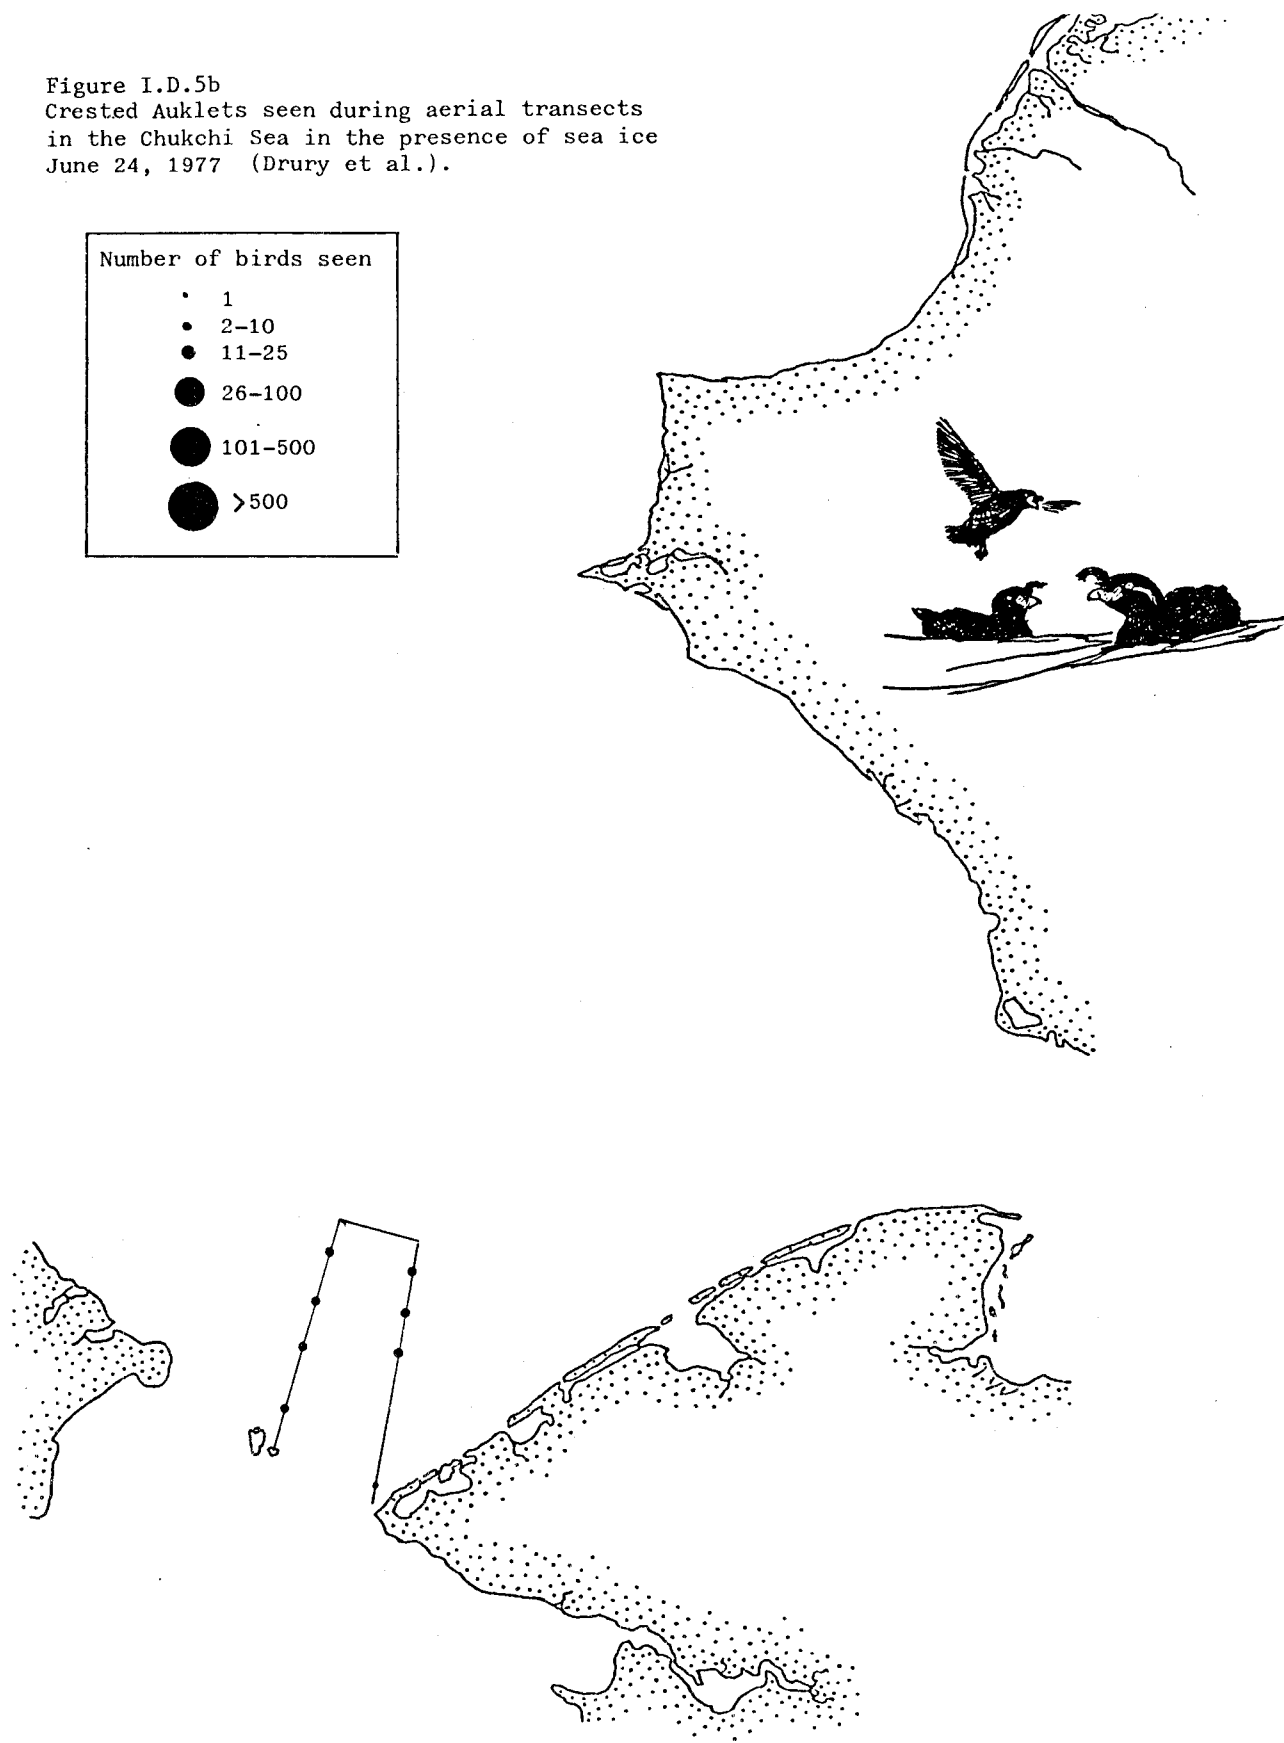 Figure I.D.5b
Crested Auklets seen during aerial transects
in the Chukchi Sea in the presence of sea ice
June 24, 1977 (Drury et al.).
Number of birds seen
1
2-10
11-25
26-100
101-500
>500